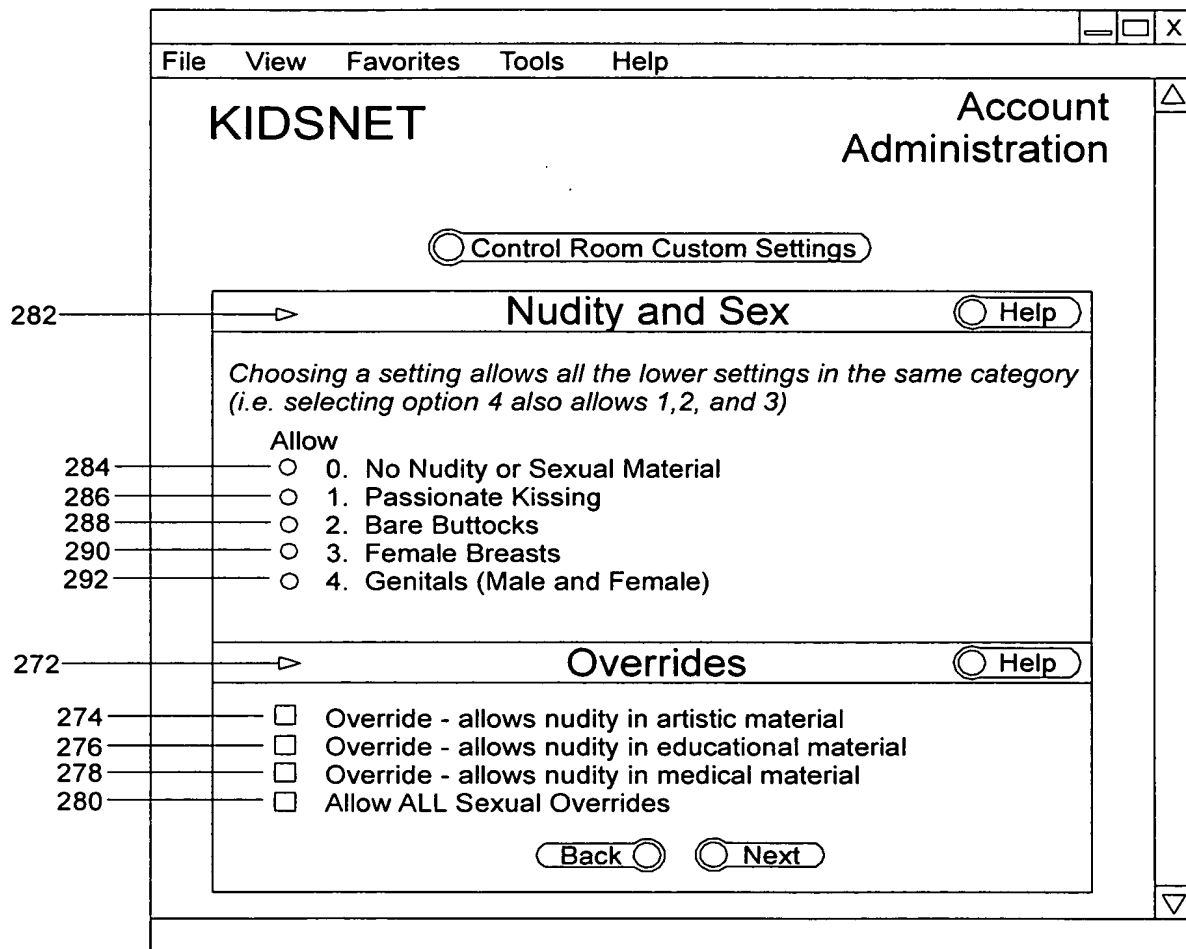 X
File View Favorites Tools Help
KIDSNET
Account
Administration
Control Room Custom Settings
282
Nudity and Sex
Help
Choosing a setting allows all the lower settings in the same category
(i.e. selecting option 4 also allows 1,2, and 3)
Allow
284 0. No Nudity or Sexual Material
286 1. Passionate Kissing
288 2. Bare Buttocks
290 3. Female Breasts
292 4. Genitals (Male and Female)
272
Overrides
Help
274 Override - allows nudity in artistic material
276 Override - allows nudity in educational material
278 Override - allows nudity in medical material
280 Allow ALL Sexual Overrides
Back Next